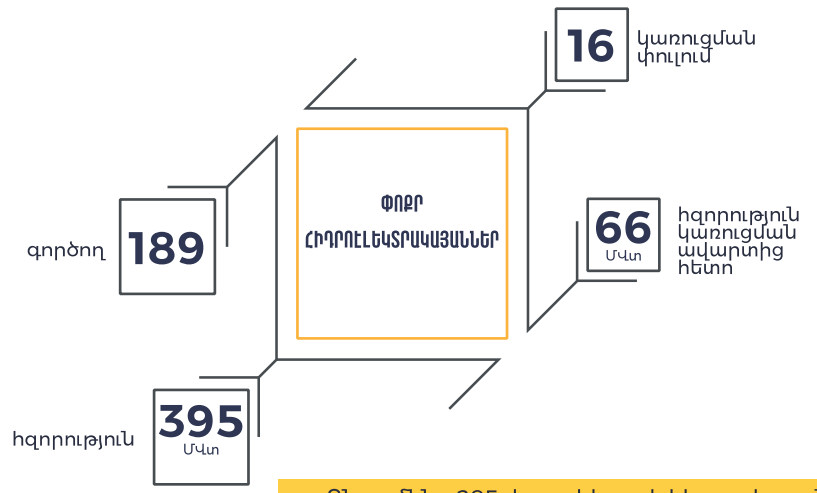 16
կառուցման
փուլում
ՓՈՔՐ
ՀԻԴՐՈԷԼԵԿՏՐԱԿԱՅԱՆՆԵՐ
գործող
189
66
ՄՎտ
հզորություն
կառուցման
ավարտից
հետո
հզորություն
395
ՄՎտ